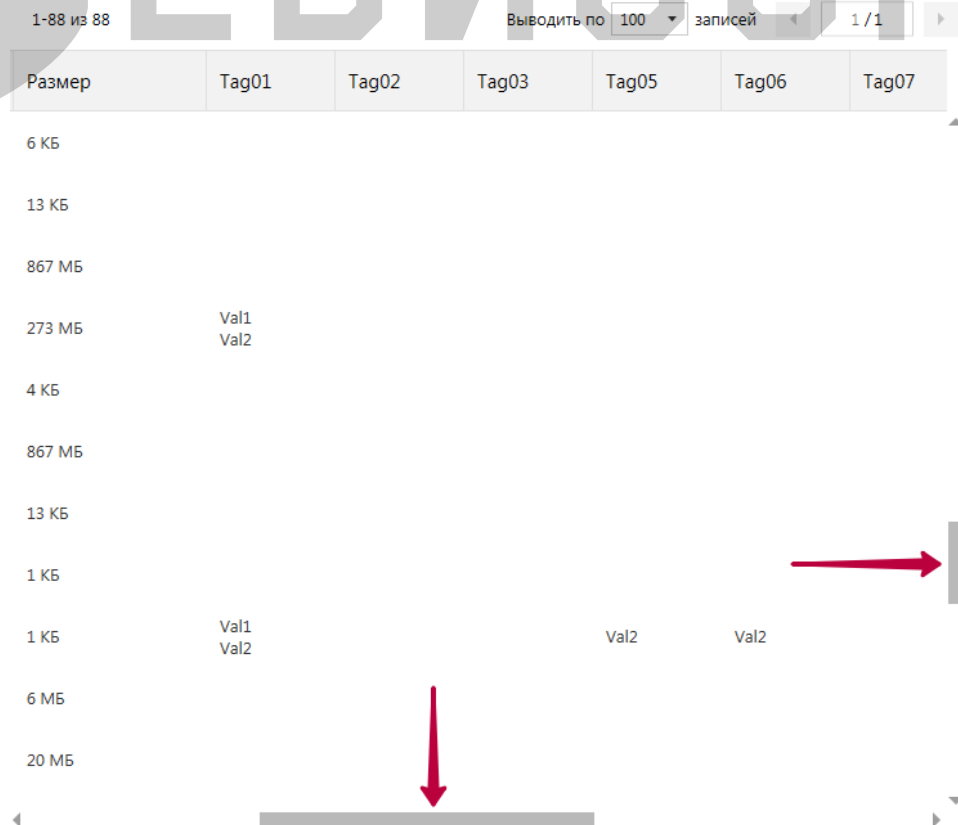 1-88 из 88 Выводить по 100 записей 1 / 1
Размер Tag01 Tag02 Tag03 Tag05 Tag06 Tag07
6 КБ
13 КБ
867 МБ
273 МБ Val1
Val2
4 КБ
867 МБ
13 КБ
1 КБ
1 КБ Val1
Val2 Val2 Val2
6 МБ
20 МБ